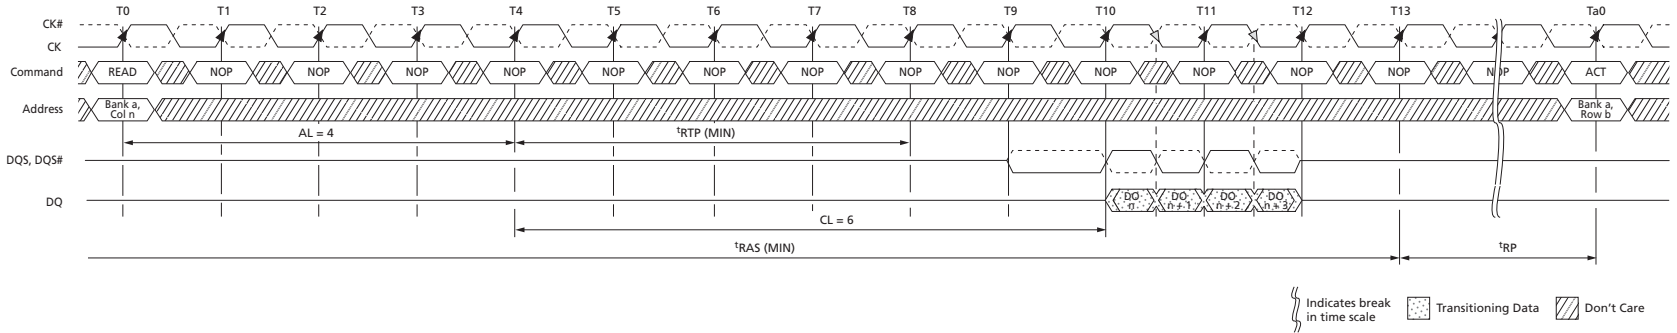 T0 T1 T2 T3 T4 T5 T6 T7 T8 T9 T10 T11 T12 T13 Ta0
CK#
CK
Command READ NOP NOP NOP NOP NOP NOP NOP NOP NOP NOP NOP NOP NOP NOP ACT
Address Bank a, Col n Bank a, Row b
AL = 4 tRTP (MIN)
DQS, DQS#
DQ DO n DO n + 1 DO n + 2 DO n + 3
CL = 6
tRAS (MIN) tRP
Indicates break
in time scale
Transitioning Data
Don't Care